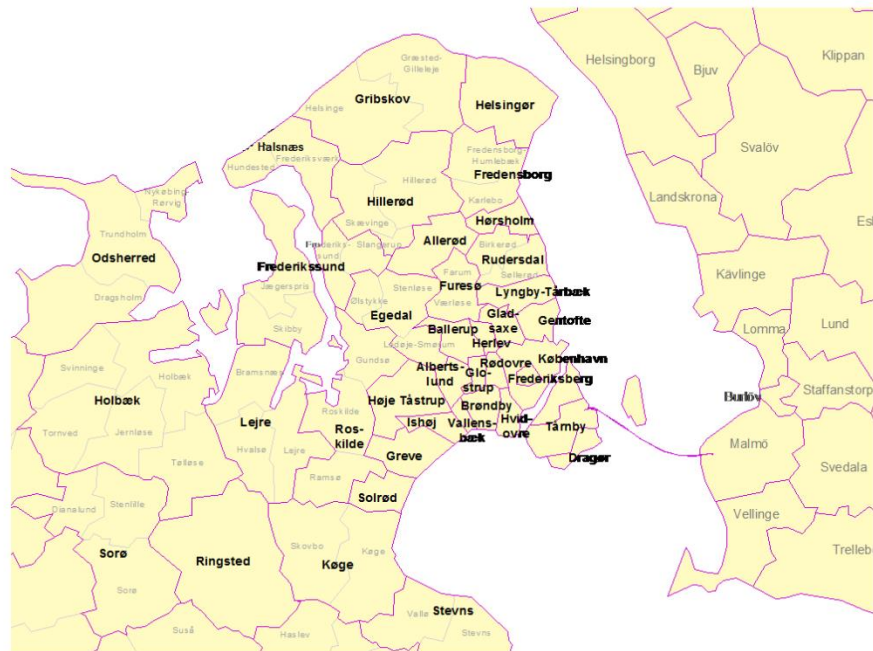 Græsted-
Gilleleje
Helsingborg
Klippan
Bjuv
Gribskov
Helsinge
Helsingør
Halsnæs
Frederiksværk
Hundested
Fredensborg-
Humlebæk
Fredensborg
Svalöv
Nykøbing-
Rørvig
Hillerød
Hillerød
Karlebo
Landskrona
Esl
Trundholm
Skævinge
Hørsholm
Odsherred
Frederiks-
sund
Slangerup
Allerød
Birkerød
Rudersdal
Søllerød
Frederikssund
Kävlinge
Dragsholm
Jægerspris
Stenløse
Farum
Furesø
Værløse
Lyngby-Tårbæk
Ølstykke
Egedal
Glad-
saxe
Gentofte
Skibby
Ballerup
Herlev
Lomma
Lund
Ledøje-Smørum
Svinninge
Holbæk
Bramsnæs
Gundsø
Alberts-
lund
Glo-
strup
Rødovre
København
Frederiksberg
Staffanstorp
Holbæk
Burlöv
Høje Tåstrup
Brøndby
Roskilde
Lejre
Ros-
kilde
Ishøj
Vallens-
bæk
Hvid-
ovre
Tårnby
Tornved
Jernløse
Hvalsø
Lejre
Malmö
Tølløse
Greve
Dragør
Ramsø
Solrød
Svedala
Dianalund
Stenlille
Vellinge
Sorø
Ringsted
Skovbo
Køge
Køge
Trellebo
Sorø
Vallø
Stevns
Suså
Haslev
Stevns